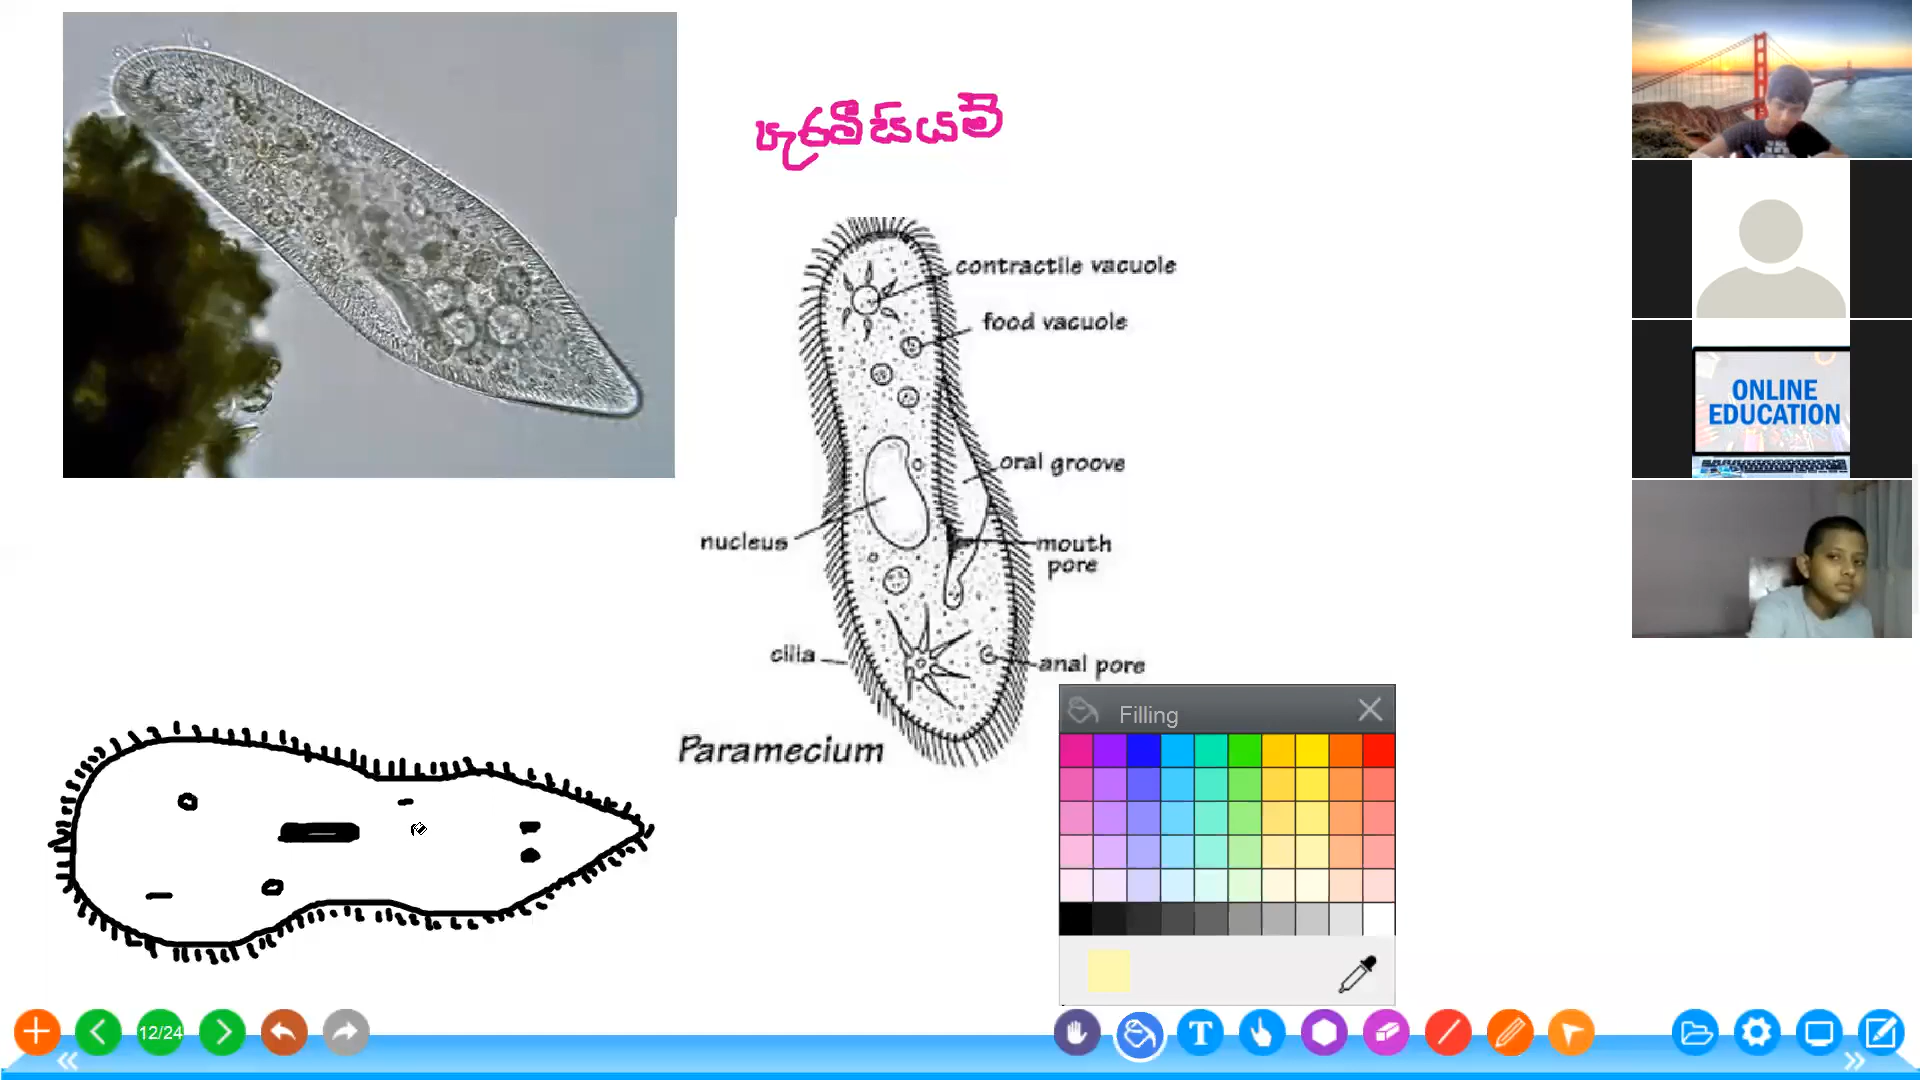 පැරමීසියම්
contractile vacuole
food vacuole
oral groove
nucleus
mouth
pore
cilia
anal pore
Paramecium
Filling
ONLINE
EDUCATION
12/24
T